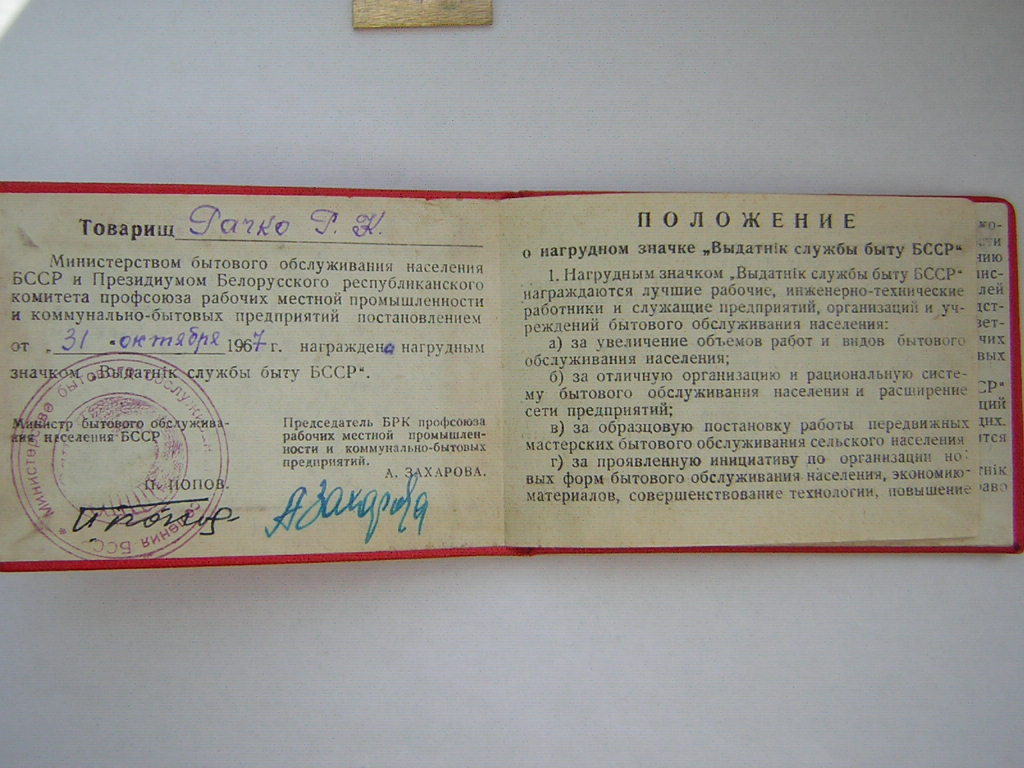 Товарищ Рачко Г. К.
Министерством бытового обслуживания населения
БССР и Президиумом Белорусского республиканского
комитета профсоюза рабочих местной промышленности
и коммунально-бытовых предприятий постановлением
от „31 октября 1967 г. награждена нагрудным
значком „Выдатнік службы быту БССР“.
Министр бытового обслужива-
ния населения БССР
П. ПОПОВ.
Председатель БРК профсоюза
рабочих местной промышлен-
ности и коммунально-бытовых
предприятий.
А. ЗАХАРОВА.
АЗахарова
ПОЛОЖЕНИЕ
о нагрудном значке „Выдатнік службы быту БССР“
1. Нагрудным значком „Выдатнік службы быту БССР“
награждаются лучшие рабочие, инженерно-технические
работники и служащие предприятий, организаций и уч-
реждений бытового обслуживания населения:
а) за увеличение объемов работ и видов бытового
обслуживания населения;
б) за отличную организацию и рациональную систе-
му бытового обслуживания населения и расширение
сети предприятий;
в) за образцовую постановку работы передвижных
мастерских бытового обслуживания сельского населения
г) за проявленную инициативу по организации но-
вых форм бытового обслуживания населения, экономию
материалов, совершенствование технологии, повышение